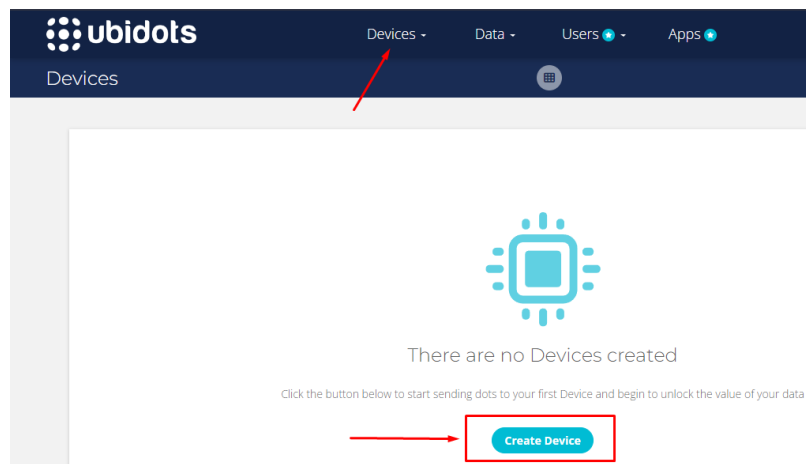 ubidots
Devices
Data
Users
Apps
Devices
There are no Devices created
Click the button below to start sending dots to your first Device and begin to unlock the value of your data
Create Device